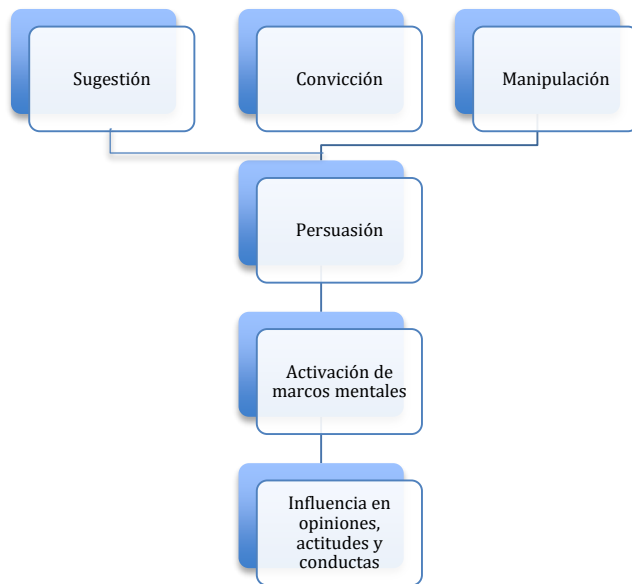 Sugestión
Convicción
Manipulación
Persuasión
Activación de
marcos mentales
Influencia en
opiniones,
actitudes y
conductas